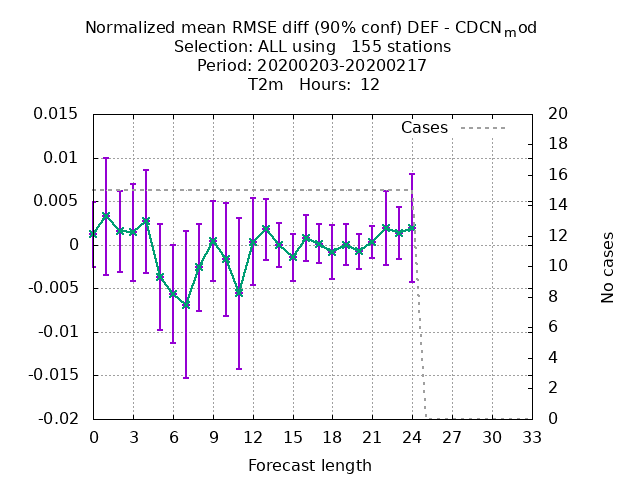 Normalized mean RMSE diff (90% conf) DEF - CDCNmod
Selection: ALL using   155 stations
Period: 20200203-20200217
T2m   Hours: 12
Cases
0.015
0.01
0.005
0
-0.005
-0.01
-0.015
-0.02
20
18
16
14
12
10
8
6
4
2
0
No cases
0 3 6 9 12 15 18 21 24 27 30 33
Forecast length